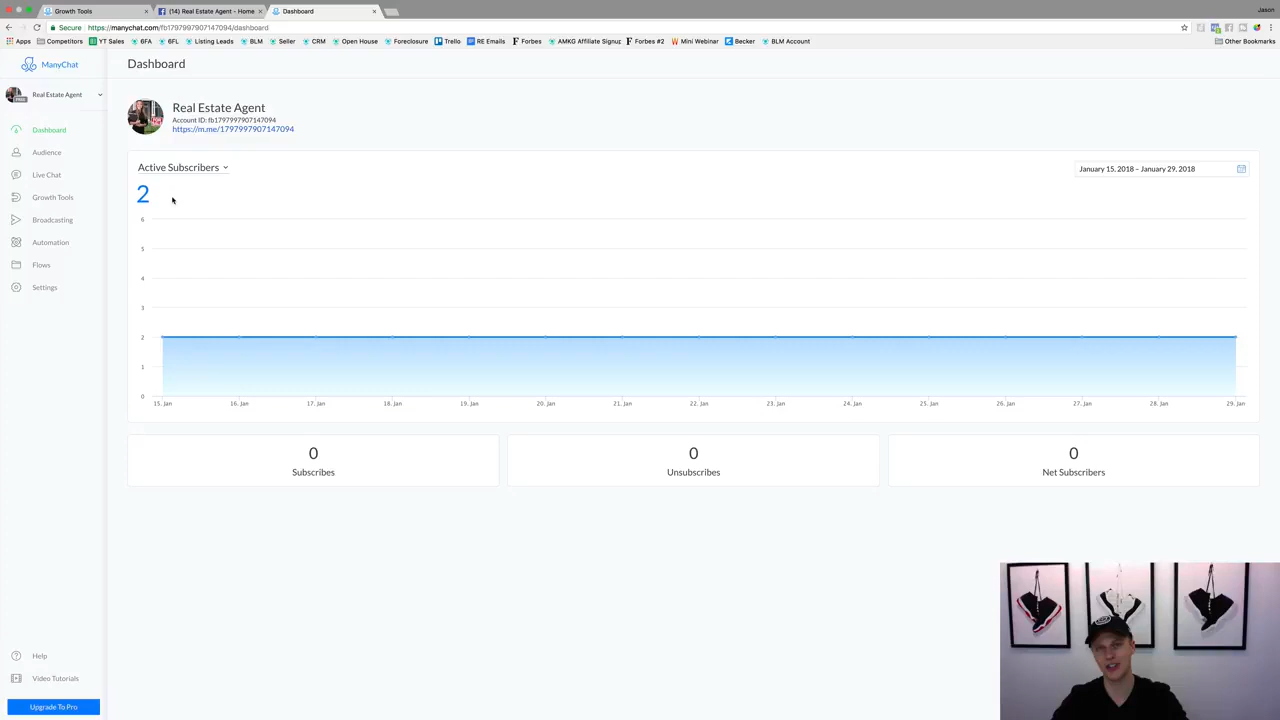 Growth Tools
(14) Real Estate Agent - Home
Dashboard
Jason
Secure
https://manychat.com/fb1797997907147094/dashboard
Apps
Competitors
YT Sales
6FA
6FL
Listing Leads
BLM
Seller
CRM
Open House
Foreclosure
Trello
RE Emails
Forbes
AMKG Affiliate Signup
Forbes #2
Mini Webinar
Becker
BLM Account
Other Bookmarks
ManyChat
Dashboard
Real Estate Agent
FREE
Dashboard
Audience
Live Chat
Growth Tools
Broadcasting
Automation
Flows
Settings
Real Estate Agent
Account ID: fb1797997907147094
https://m.me/1797997907147094
Active Subscribers
January 15, 2018 – January 29, 2018
2
6
5
4
3
2
1
0
15. Jan
16. Jan
17. Jan
18. Jan
19. Jan
20. Jan
21. Jan
22. Jan
23. Jan
24. Jan
25. Jan
26. Jan
27. Jan
28. Jan
29. Jan
0
Subscribes
0
Unsubscribes
0
Net Subscribers
Help
Video Tutorials
Upgrade To Pro